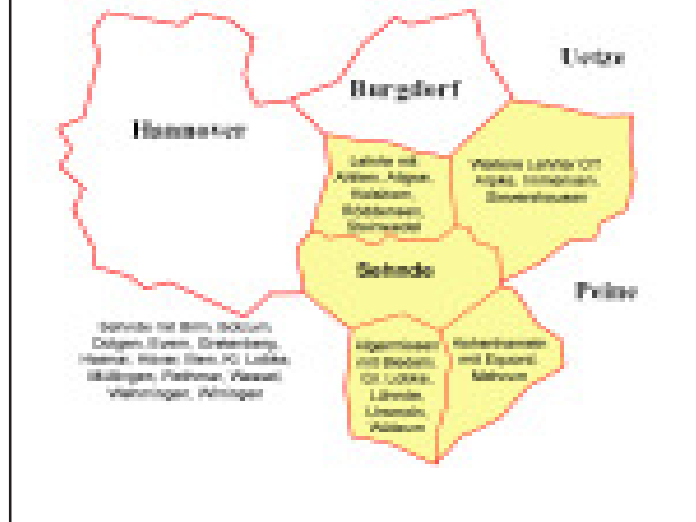 Uetze
Burgdorf
Hannover
Lehrte mit
Ahlten, Aligse,
Kolshorn,
Röddensen,
Steinwedel
Weitere Lehrter OT
Arpke, Immensen,
Sievershausen
Sehnde
Peine
Sehnde mit Bilm, Bolzum,
Dolgen, Evern, Gretenberg,
Haimar, Höver, Ilten, Kl. Lobke,
Müllingen, Rethmar, Wassel,
Wehmingen, Wirringen
Algermissen
mit Bledeln,
Gr. Lobke,
Lühnde,
Ummeln,
Wätzum
Hohenhameln
mit Equord,
Mehrum